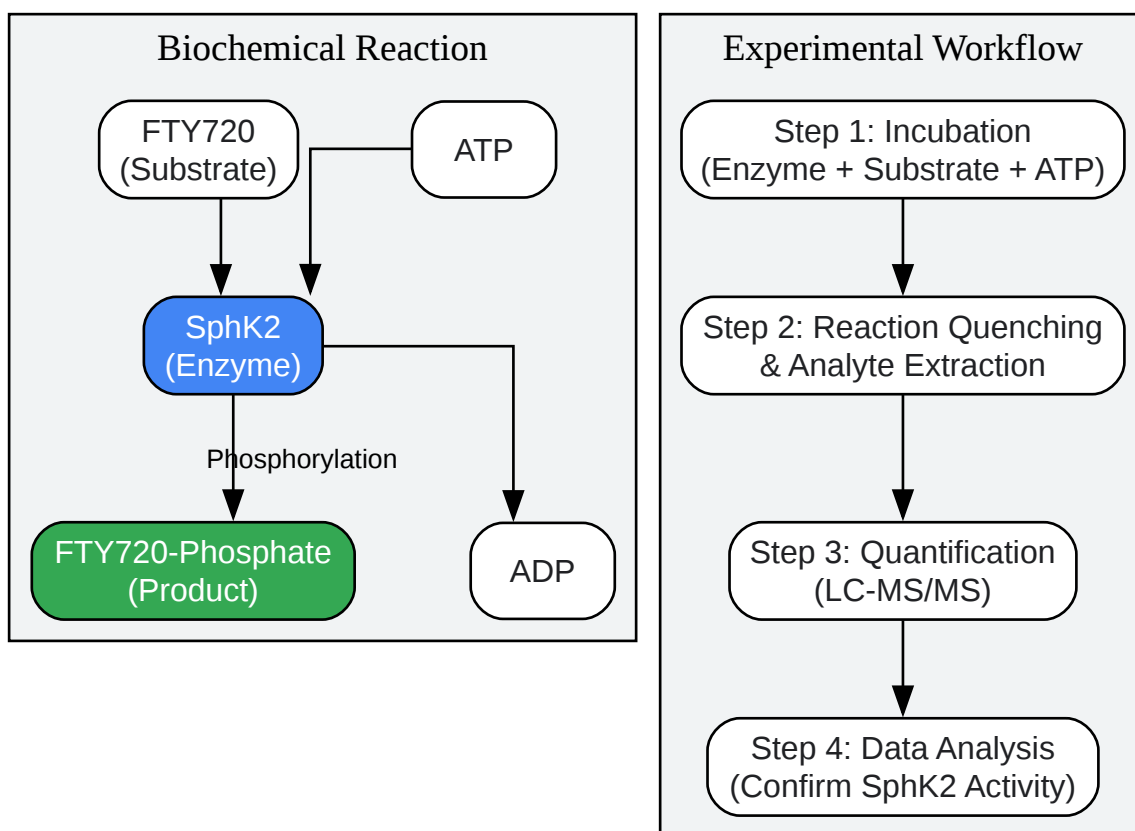 Biochemical Reaction
FTY720
(Substrate)
ATP
SphK2
(Enzyme)
Phosphorylation
FTY720-Phosphate
(Product)
ADP
Experimental Workflow
Step 1: Incubation
(Enzyme + Substrate + ATP)
Step 2: Reaction Quenching
& Analyte Extraction
Step 3: Quantification
(LC-MS/MS)
Step 4: Data Analysis
(Confirm SphK2 Activity)